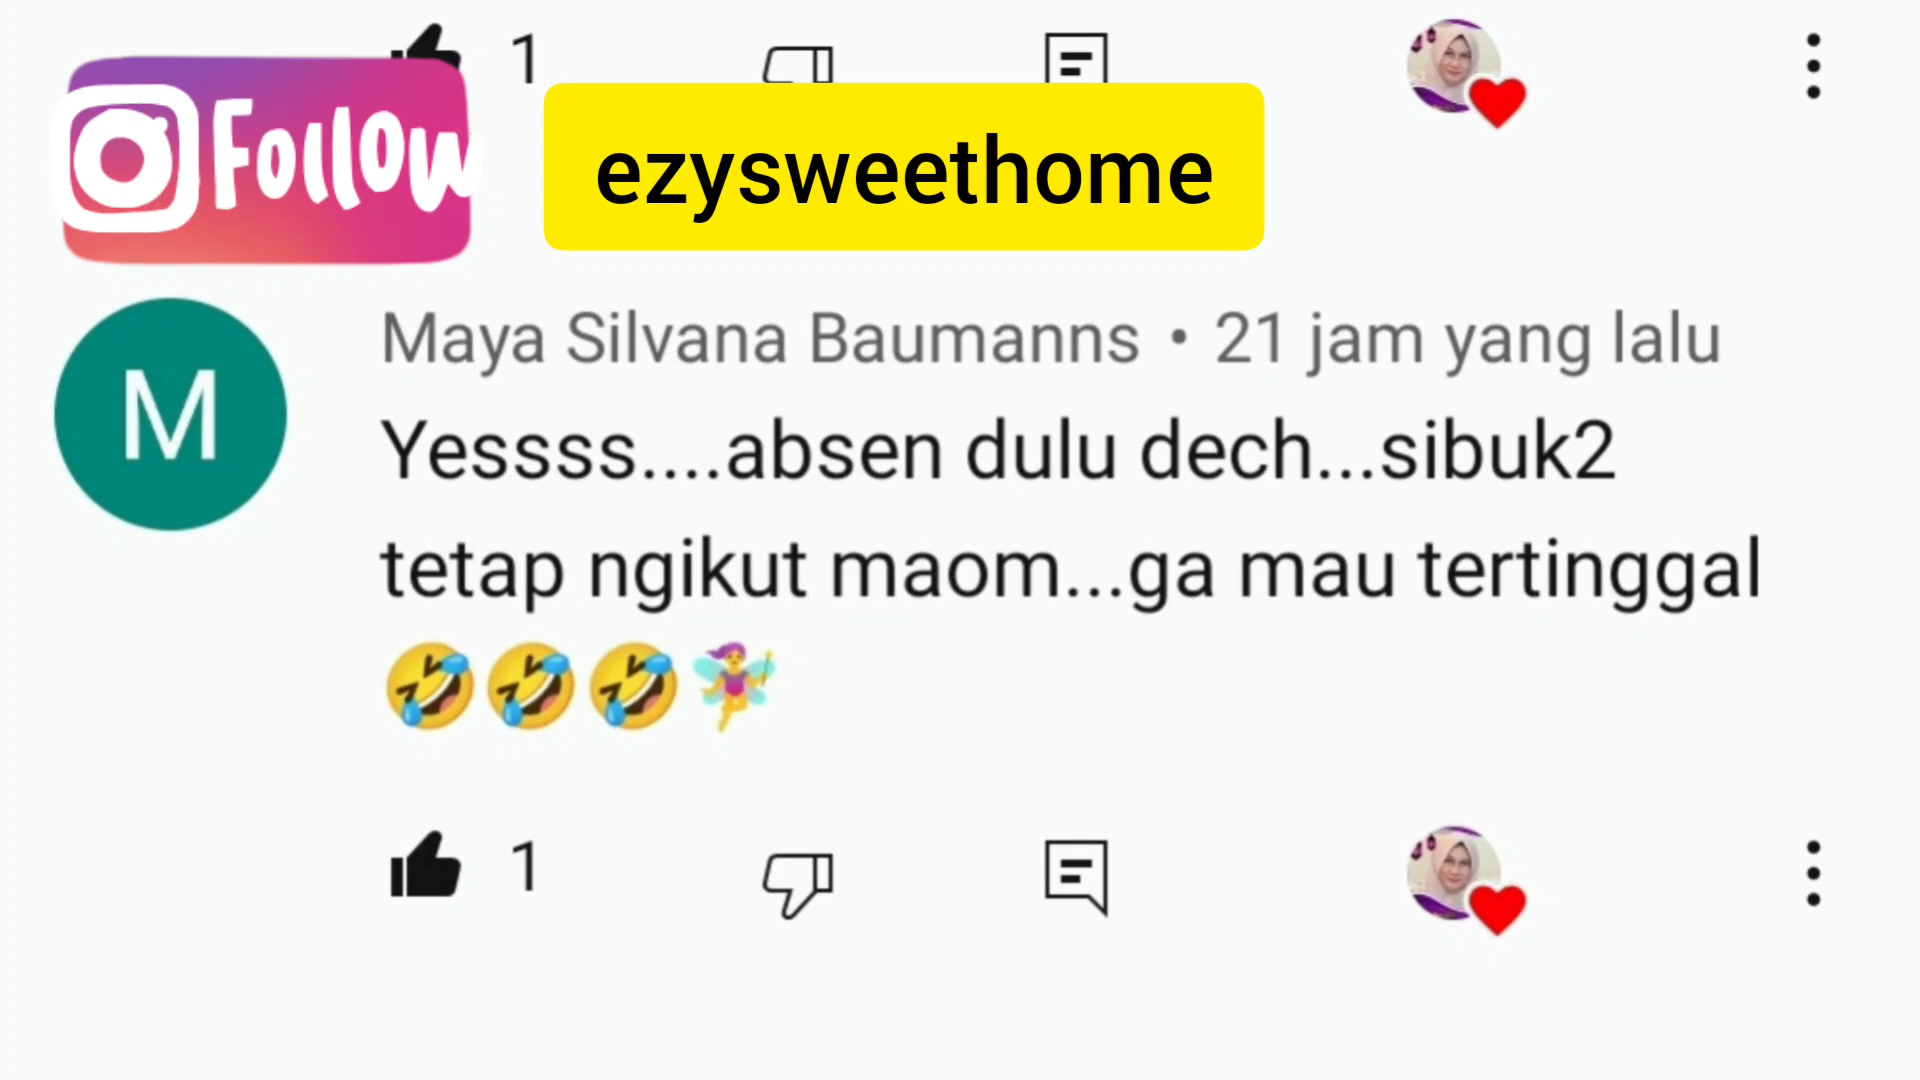 1
Follow
ezysweethome
M
Maya Silvana Baumanns • 21 jam yang lalu
Yessss....absen dulu dech...sibuk2
tetap ngikut maom...ga mau tertinggal
🤣🤣🤣🧚‍♀️
1